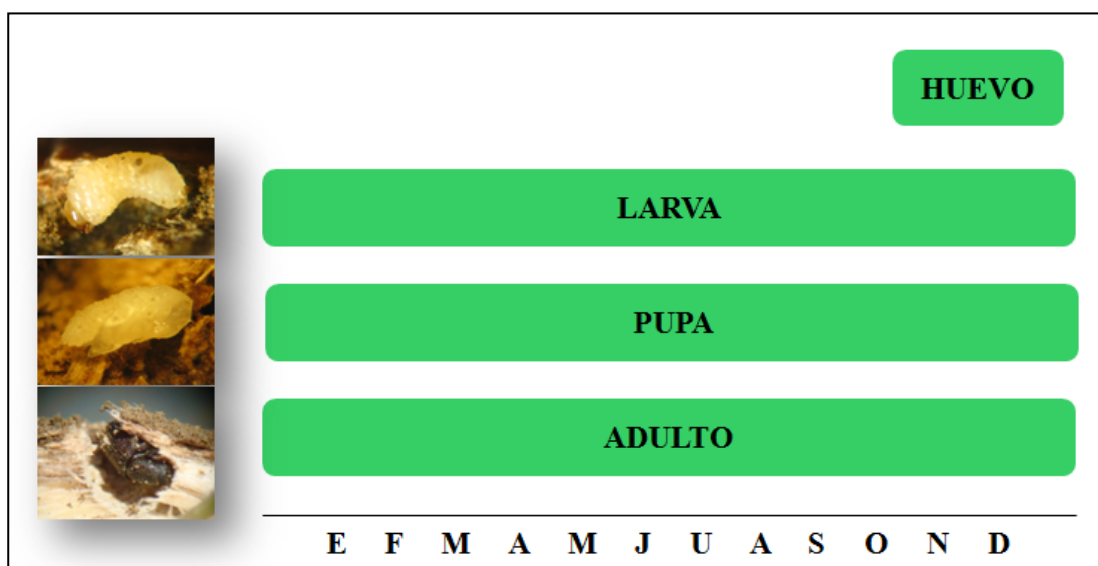 HUEVO
LARVA
PUPA
ADULTO
E F M A M J U A S O N D